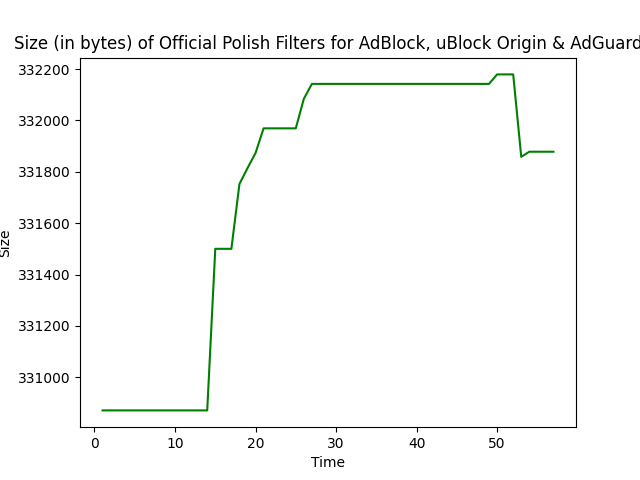 Size (in bytes) of Official Polish Filters for AdBlock, uBlock Origin & AdGuard
332200
332000
331800
331600
331400
331200
331000
Size
0 10 20 30 40 50
Time